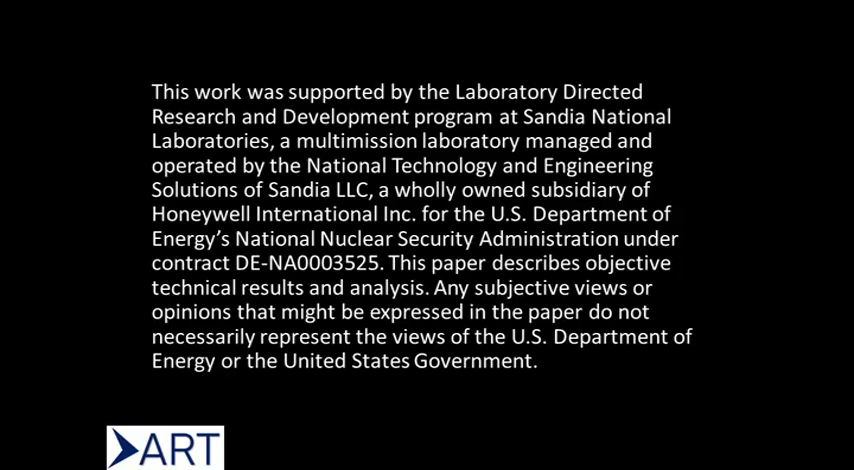 This work was supported by the Laboratory Directed
Research and Development program at Sandia National
Laboratories, a multimission laboratory managed and
operated by the National Technology and Engineering
Solutions of Sandia LLC, a wholly owned subsidiary of
Honeywell International Inc. for the U.S. Department of
Energy’s National Nuclear Security Administration under
contract DE-NA0003525. This paper describes objective
technical results and analysis. Any subjective views or
opinions that might be expressed in the paper do not
necessarily represent the views of the U.S. Department of
Energy or the United States Government.
ART